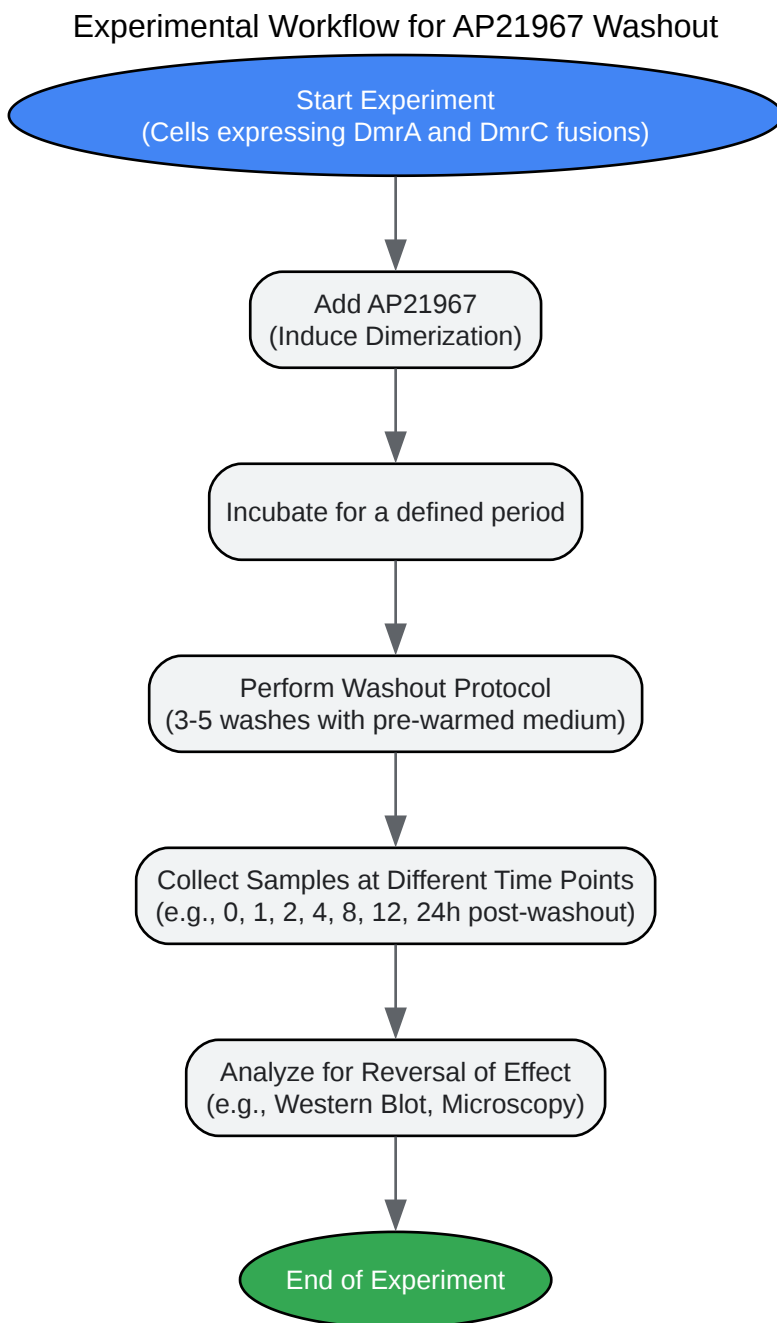 Experimental Workflow for AP21967 Washout
Start Experiment
(Cells expressing DmrA and DmrC fusions)
Add AP21967
(Induce Dimerization)
Incubate for a defined period
Perform Washout Protocol
(3-5 washes with pre-warmed medium)
Collect Samples at Different Time Points
(e.g., 0, 1, 2, 4, 8, 12, 24h post-washout)
Analyze for Reversal of Effect
(e.g., Western Blot, Microscopy)
End of Experiment